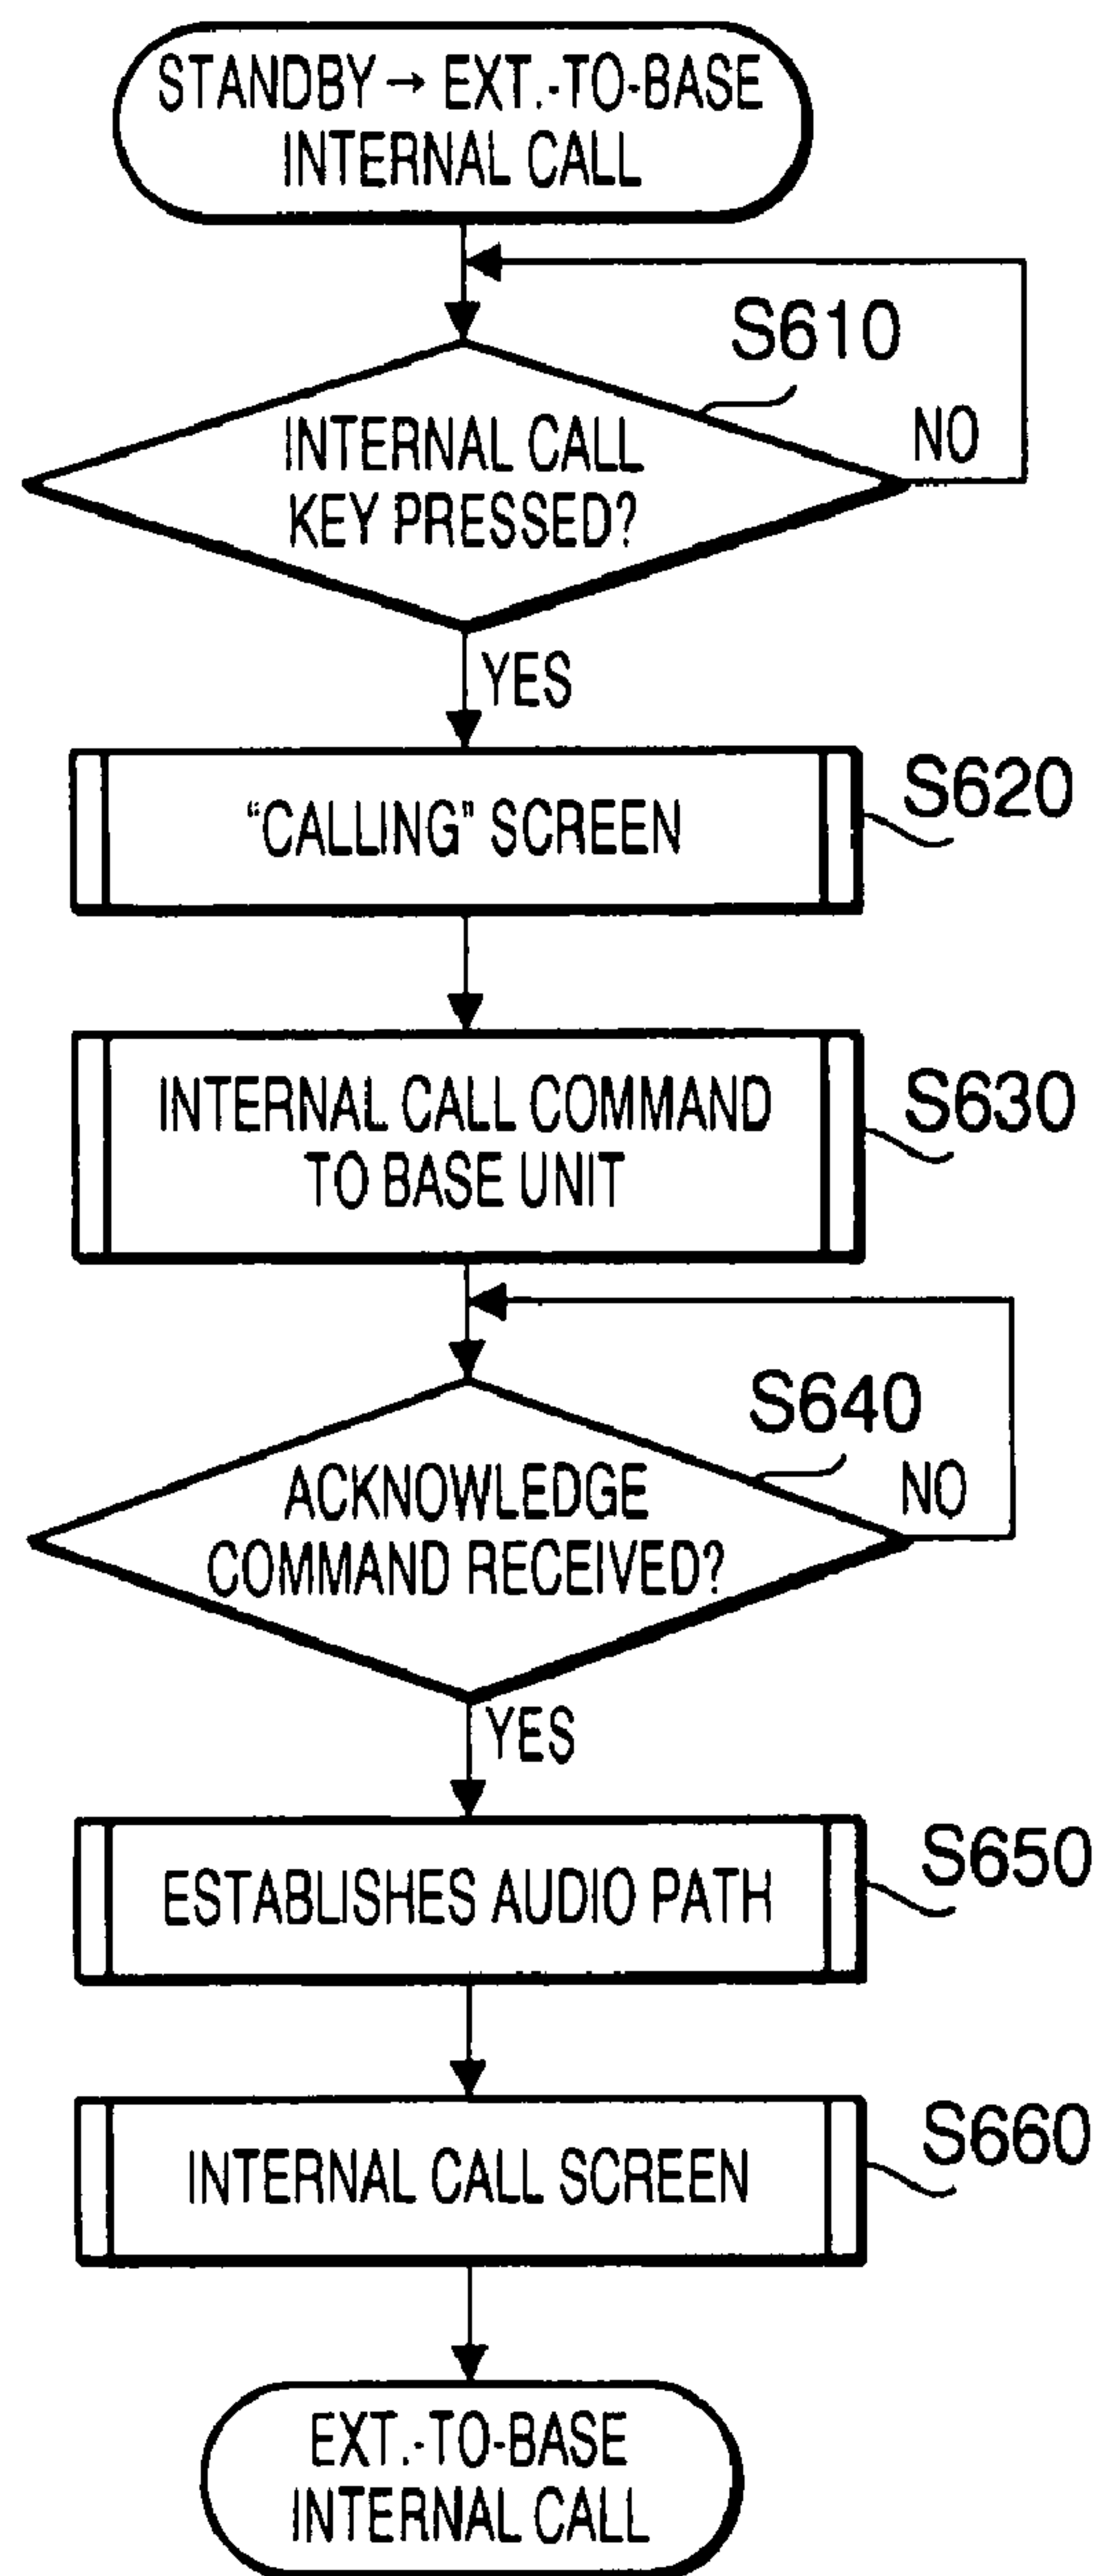 STANDBY → EXT.-TO-BASE
INTERNAL CALL
S610
INTERNAL CALL
KEY PRESSED?
NO
YES
"CALLING" SCREEN
S620
INTERNAL CALL COMMAND
TO BASE UNIT
S630
S640
ACKNOWLEDGE
COMMAND RECEIVED?
NO
YES
ESTABLISHES AUDIO PATH
S650
INTERNAL CALL SCREEN
S660
EXT.-TO-BASE
INTERNAL CALL